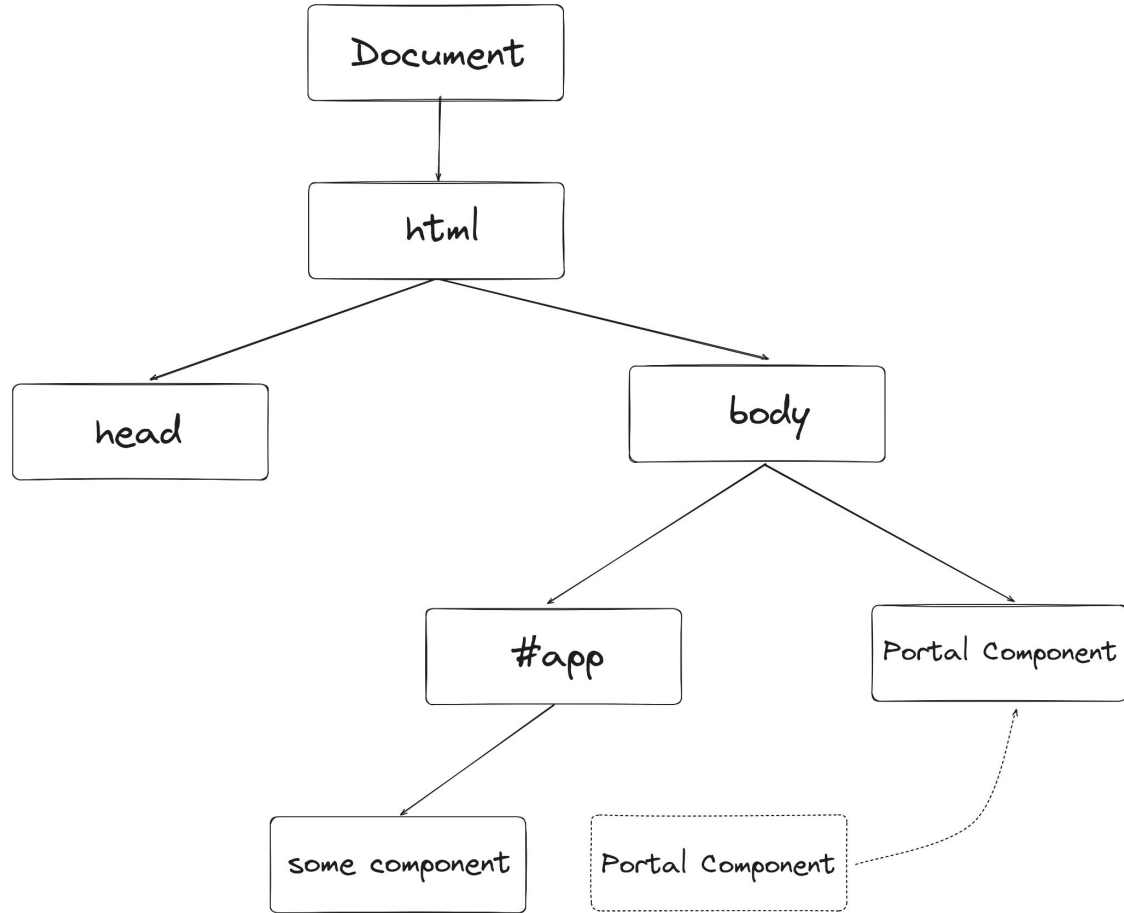 Document
html
head
body
#app
Portal Component
some component
Portal Component